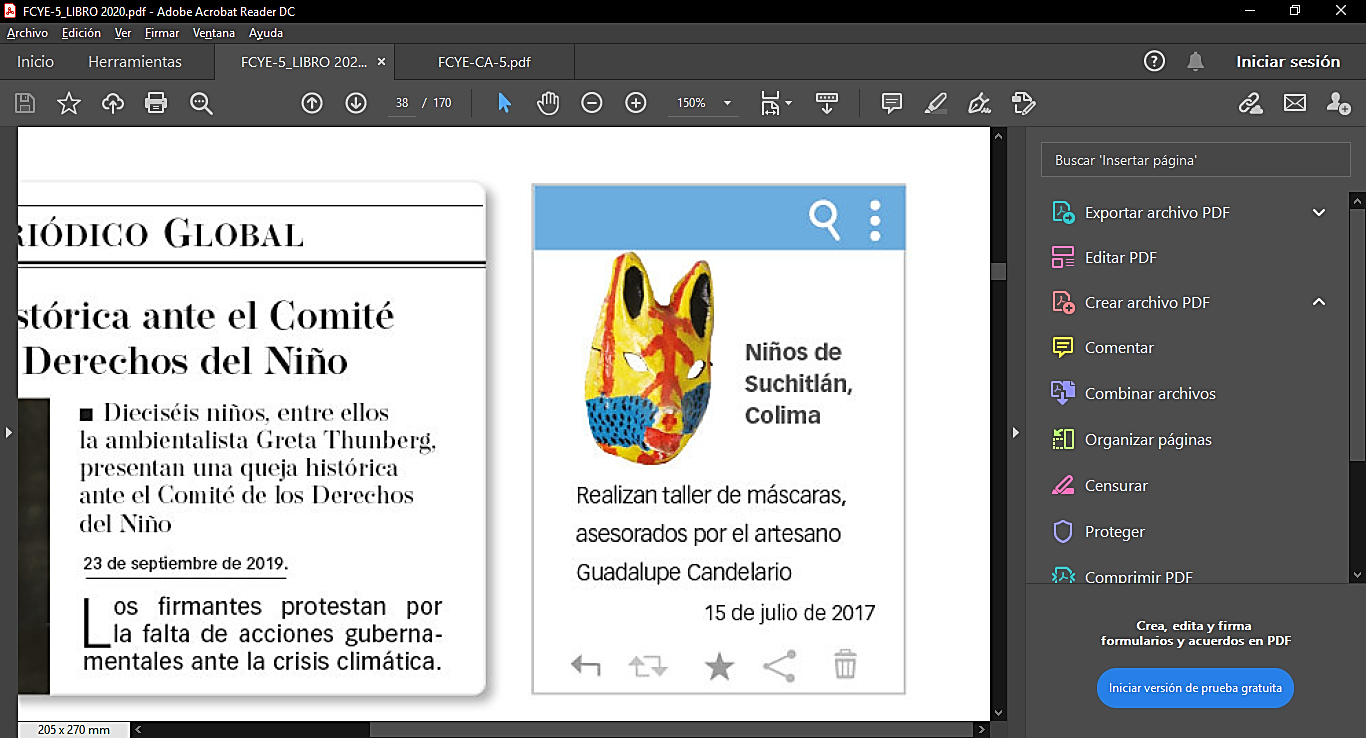 FCYE-5_LIBRO 2020.pdf - Adobe Acrobat Reader DC
Archivo Edición Ver Firmar Ventana Ayuda
Inicio Herramientas FCYE-5_LIBRO 202... × FCYE-CA-5.pdf Iniciar sesión
38 / 170 150%
RIÓDICO GLOBAL
stórica ante el Comité
Derechos del Niño
■ Dieciséis niños, entre ellos
la ambientalista Greta Thunberg,
presentan una queja histórica
ante el Comité de los Derechos
del Niño
23 de septiembre de 2019.
Los firmantes protestan por
la falta de acciones guberna-
mentales ante la crisis climática.
Niños de
Suchitlán,
Colima
Realizan taller de máscaras,
asesorados por el artesano
Guadalupe Candelario
15 de julio de 2017
Buscar 'Insertar página'
Exportar archivo PDF
Editar PDF
Crear archivo PDF
Comentar
Combinar archivos
Organizar páginas
Censurar
Proteger
Comprimir PDF
Crea, edita y firma
formularios y acuerdos en PDF
Iniciar versión de prueba gratuita
205 x 270 mm